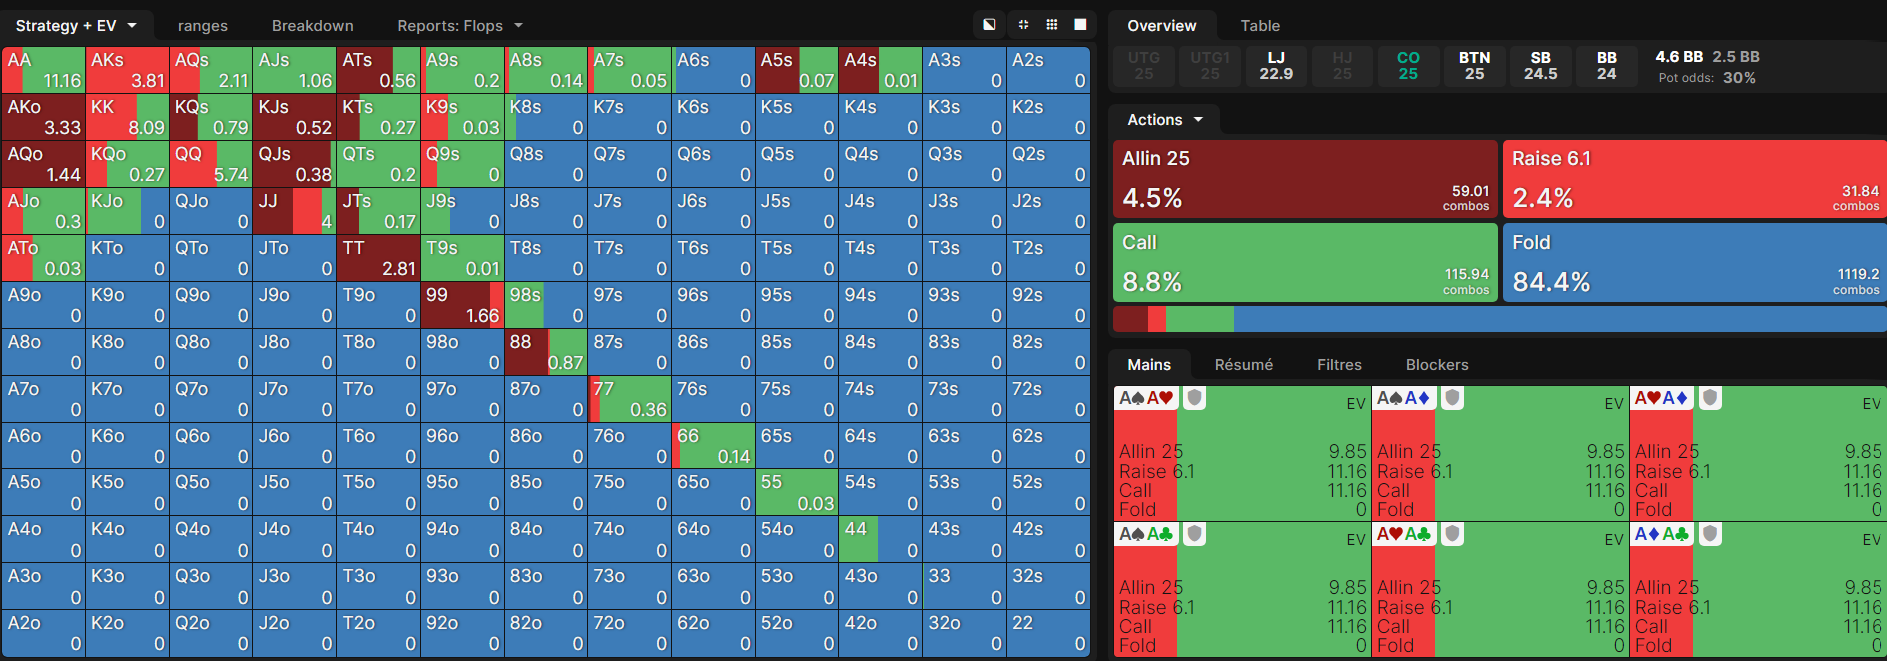 Strategy + EV ranges Breakdown Reports: Flops
Overview Table
UTG UTG1 LJ HJ CO BTN SB BB 4.6 BB 2.5 BB
25 25 22.9 25 25 25 24.5 24 Pot odds: 30%
Actions
Allin 25 Raise 6.1
4.5% 59.01 combos 2.4% 31.84 combos
Call Fold
8.8% 115.94 combos 84.4% 1119.2 combos
Mains Résumé Filtres Blockers
A♠A♥ EV A♠A♦ EV A♥A♦ EV
Allin 25 9.85 Allin 25 9.85 Allin 25 9.85
Raise 6.1 11.16 Raise 6.1 11.16 Raise 6.1 11.16
Call 11.16 Call 11.16 Call 11.16
Fold 0 Fold 0 Fold 0
A♠A♣ EV A♥A♣ EV A♦A♣ EV
Allin 25 9.85 Allin 25 9.85 Allin 25 9.85
Raise 6.1 11.16 Raise 6.1 11.16 Raise 6.1 11.16
Call 11.16 Call 11.16 Call 11.16
Fold 0 Fold 0 Fold 0
AA AKs AQs AJs ATs A9s A8s A7s A6s A5s A4s A3s A2s
11.16 3.81 2.11 1.06 0.56 0.2 0.14 0.05 0 0.07 0.01 0 0
AKo KK KQs KJs KTs K9s K8s K7s K6s K5s K4s K3s K2s
3.33 8.09 0.79 0.52 0.27 0.03 0 0 0 0 0 0 0
AQo KQo QQ QJs QTs Q9s Q8s Q7s Q6s Q5s Q4s Q3s Q2s
1.44 0.27 5.74 0.38 0.2 0 0 0 0 0 0 0 0
AJo KJo QJo JJ JTs J9s J8s J7s J6s J5s J4s J3s J2s
0.3 0 0 4 0.17 0 0 0 0 0 0 0 0
ATo KTo QTo JTo TT T9s T8s T7s T6s T5s T4s T3s T2s
0.03 0 0 0 2.81 0.01 0 0 0 0 0 0 0
A9o K9o Q9o J9o T9o 99 98s 97s 96s 95s 94s 93s 92s
0 0 0 0 0 1.66 0 0 0 0 0 0 0
A8o K8o Q8o J8o T8o 98o 88 87s 86s 85s 84s 83s 82s
0 0 0 0 0 0 0.87 0 0 0 0 0 0
A7o K7o Q7o J7o T7o 97o 87o 77 76s 75s 74s 73s 72s
0 0 0 0 0 0 0 0.36 0 0 0 0 0
A6o K6o Q6o J6o T6o 96o 86o 76o 66 65s 64s 63s 62s
0 0 0 0 0 0 0 0 0.14 0 0 0 0
A5o K5o Q5o J5o T5o 95o 85o 75o 65o 55 54s 53s 52s
0 0 0 0 0 0 0 0 0 0.03 0 0 0
A4o K4o Q4o J4o T4o 94o 84o 74o 64o 54o 44 43s 42s
0 0 0 0 0 0 0 0 0 0 0 0 0
A3o K3o Q3o J3o T3o 93o 83o 73o 63o 53o 43o 33 32s
0 0 0 0 0 0 0 0 0 0 0 0 0
A2o K2o Q2o J2o T2o 92o 82o 72o 62o 52o 42o 32o 22
0 0 0 0 0 0 0 0 0 0 0 0 0